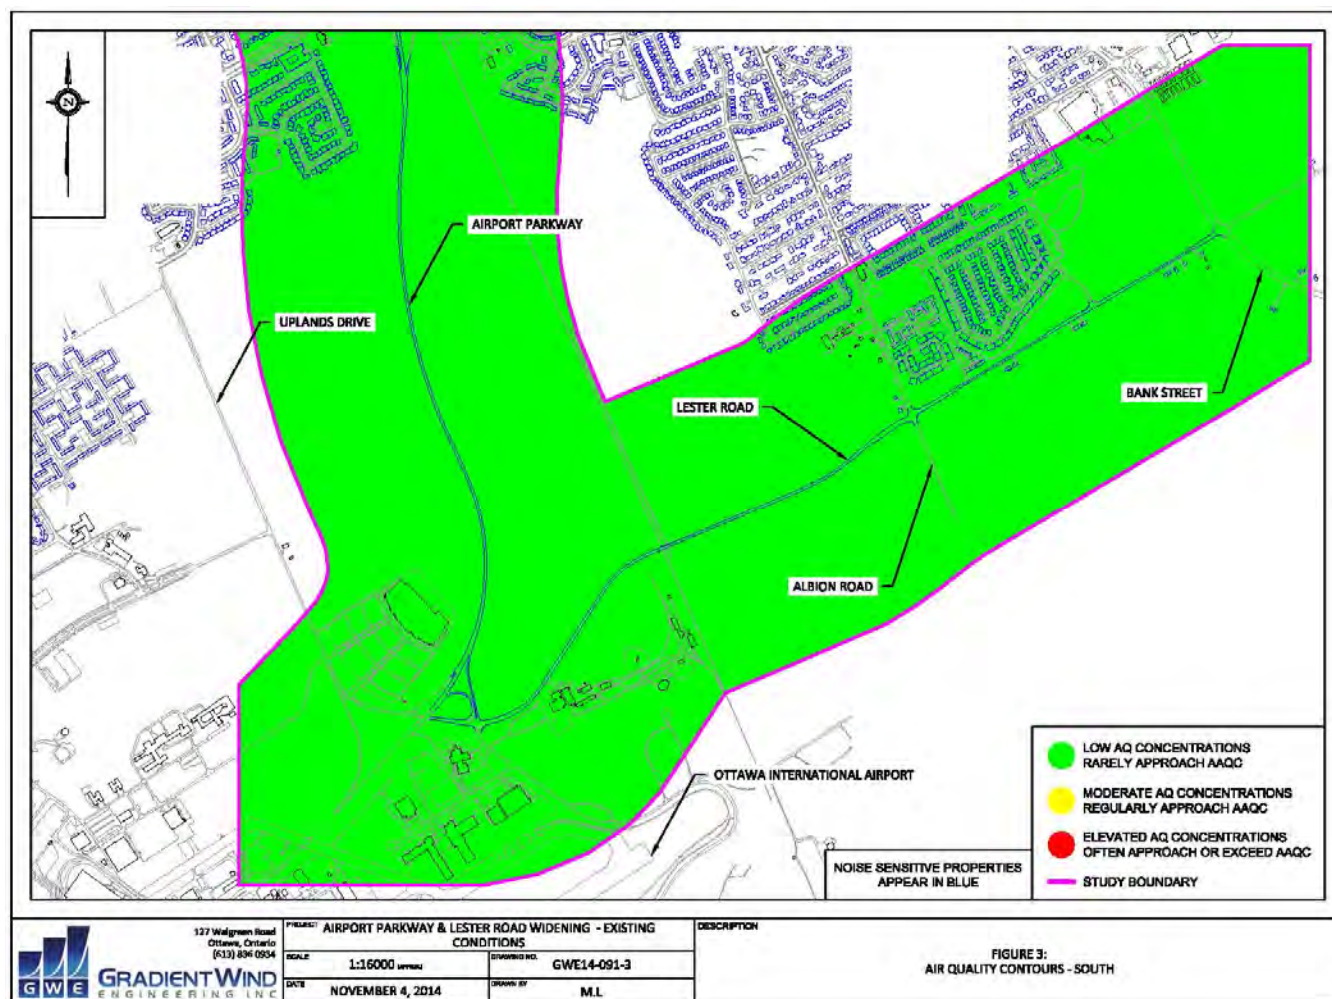 N
AIRPORT PARKWAY
UPLANDS DRIVE
BANK STREET
LESTER ROAD
ALBION ROAD
OTTAWA INTERNATIONAL AIRPORT
LOW AQ CONCENTRATIONS
RARELY APPROACH AAQC
MODERATE AQ CONCENTRATIONS
REGULARLY APPROACH AAQC
ELEVATED AQ CONCENTRATIONS
OFTEN APPROACH OR EXCEED AAQC
STUDY BOUNDARY
NOISE SENSITIVE PROPERTIES
APPEAR IN BLUE
GWE
GRADIENTWIND
ENGINEERING INC
127 Walgreen Road
Ottawa, Ontario
(613) 836 0934
PROJECT
AIRPORT PARKWAY & LESTER ROAD WIDENING - EXISTING
CONDITIONS
SCALE
1:16000 (APPROX.)
DRAWING NO.
GWE14-091-3
DATE
NOVEMBER 4, 2014
DRAWN BY
M.L
DESCRIPTION
FIGURE 3:
AIR QUALITY CONTOURS - SOUTH